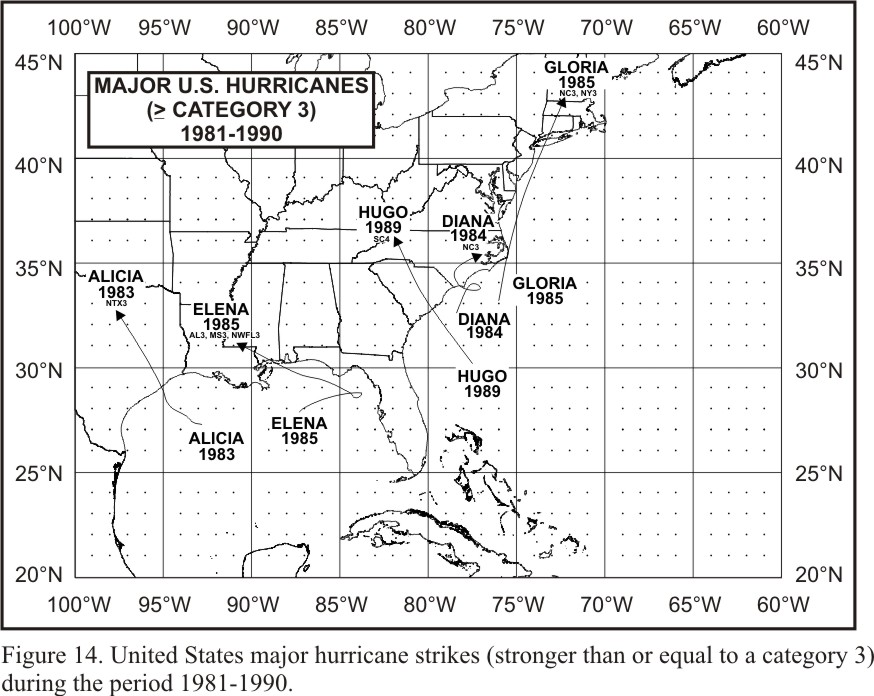 100°W 95°W 90°W 85°W 80°W 75°W 70°W 65°W 60°W
45°N
45°N
MAJOR U.S. HURRICANES
(≥ CATEGORY 3)
1981-1990
GLORIA
1985
NC3, NY3
40°N
40°N
HUGO
1989
SC4
DIANA
1984
NC3
35°N
35°N
ALICIA
1983
NTX3
GLORIA
1985
ELENA
1985
AL3, MS3, NWFL3
DIANA
1984
30°N
30°N
HUGO
1989
ELENA
1985
ALICIA
1983
25°N
25°N
20°N
20°N
100°W 95°W 90°W 85°W 80°W 75°W 70°W 65°W 60°W
Figure 14. United States major hurricane strikes (stronger than or equal to a category 3)
during the period 1981-1990.